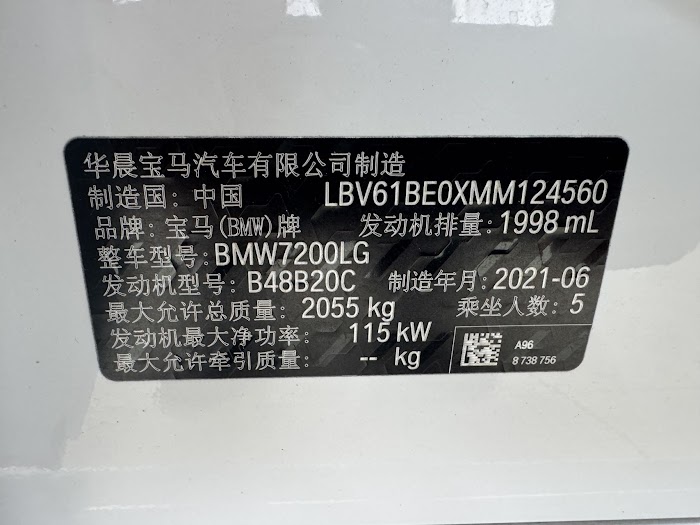 华晨宝马汽车有限公司制造
制造国: 中国 LBV61BE0XMM124560
品牌: 宝马(BMW)牌 发动机排量: 1998 mL
整车型号: BMW7200LG
发动机型号: B48B20C 制造年月: 2021-06
最大允许总质量: 2055 kg 乘坐人数: 5
发动机最大净功率: 115 kW
最大允许牵引质量: -- kg
A96
8 738 756